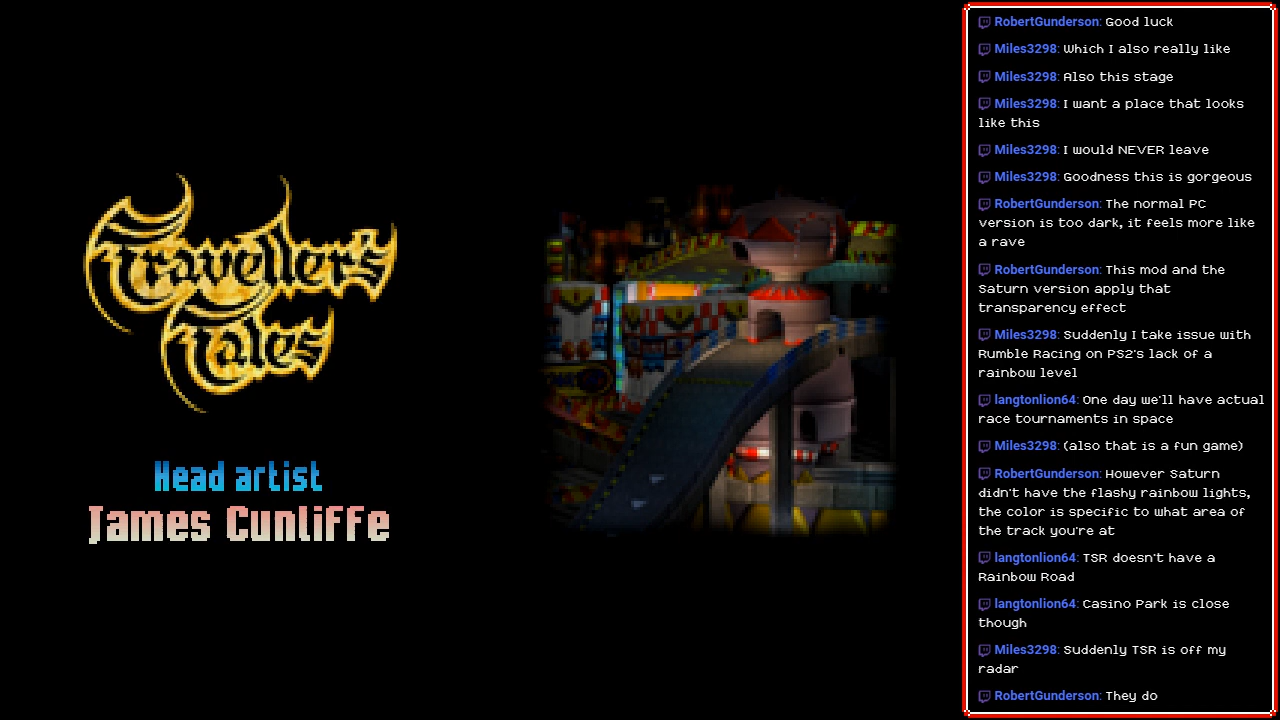 Travellers
Tales
Head artist
James Cunliffe
RobertGunderson: Good luck
Miles3298: Which I also really like
Miles3298: Also this stage
Miles3298: I want a place that looks
like this
Miles3298: I would NEVER leave
Miles3298: Goodness this is gorgeous
RobertGunderson: The normal PC
version is too dark, it feels more like
a rave
RobertGunderson: This mod and the
Saturn version apply that
transparency effect
Miles3298: Suddenly I take issue with
Rumble Racing on PS2's lack of a
rainbow level
langtonlion64: One day we'll have actual
race tournaments in space
Miles3298: (also that is a fun game)
RobertGunderson: However Saturn
didn't have the flashy rainbow lights,
the color is specific to what area of
the track you're at
langtonlion64: TSR doesn't have a
Rainbow Road
langtonlion64: Casino Park is close
though
Miles3298: Suddenly TSR is off my
radar
RobertGunderson: They do